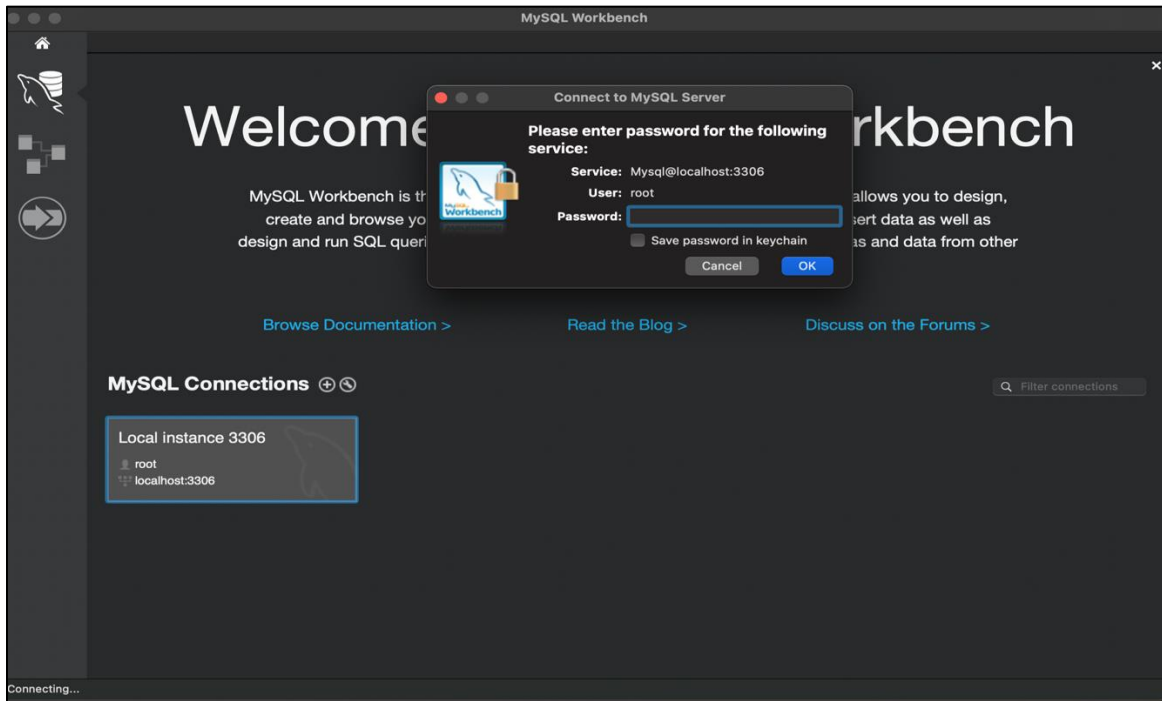 MySQL Workbench
Connect to MySQL Server
Welcome
rkbench
Please enter password for the following
service:
Service: Mysql@localhost:3306
User: root
Password:
Save password in keychain
Cancel
OK
MySQL
Workbench
MySQL Workbench is th
allows you to design,
create and browse yo
sert data as well as
design and run SQL queri
as and data from other
Browse Documentation >
Read the Blog >
Discuss on the Forums >
MySQL Connections
Filter connections
Local instance 3306
root
localhost:3306
Connecting...